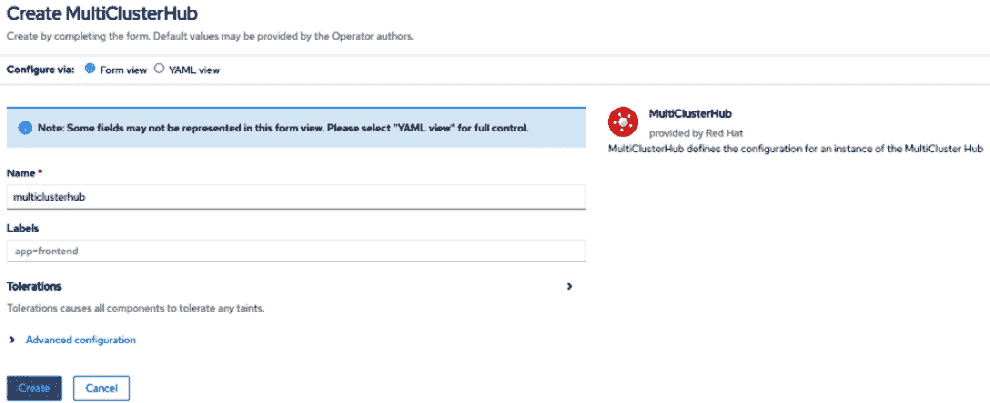 Create MultiClusterHub
Create by completing the form. Default values may be provided by the Operator authors.
Configure via: Form view YAML view
Note: Some fields may not be represented in this form view. Please select "YAML view" for full control.
Name *
multiclusterhub
Labels
app=frontend
Tolerations
Tolerations causes all components to tolerate any taints.
Advanced configuration
Create Cancel
MultiClusterHub
provided by Red Hat
MultiClusterHub defines the configuration for an instance of the MultiCluster Hub